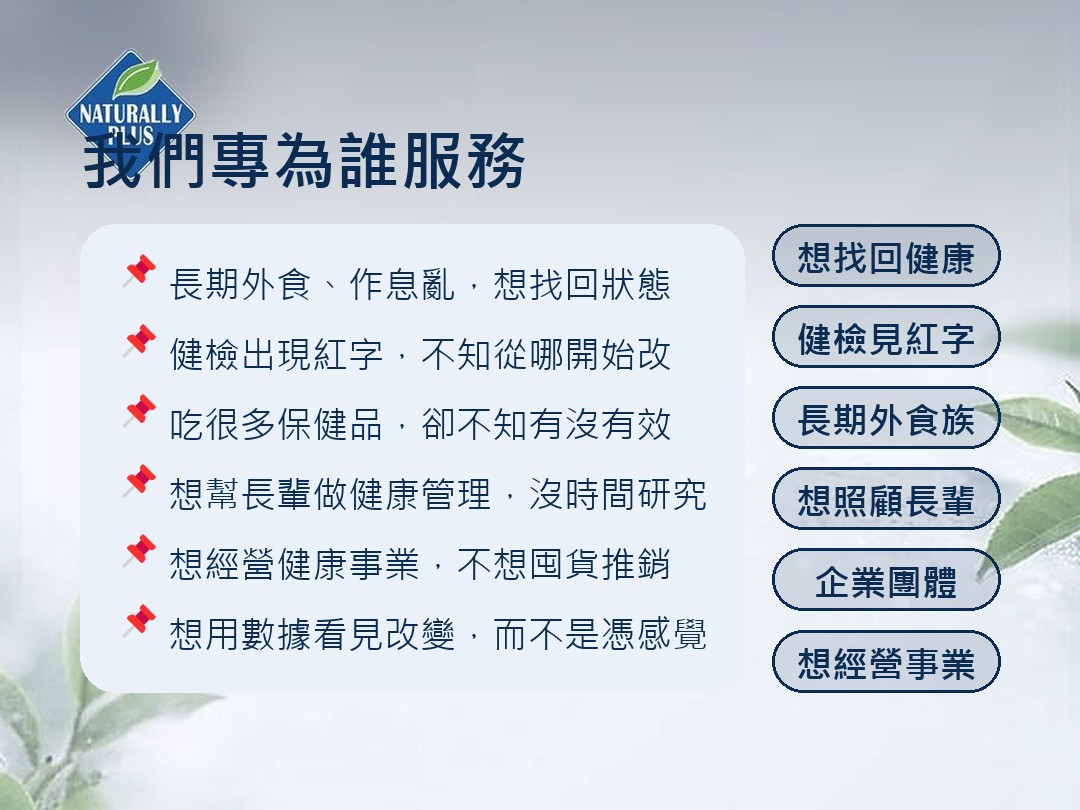 NATURALLY
PLUS
我們專為誰服務
長期外食、作息亂，想找回狀態
健檢出現紅字，不知從哪開始改
吃很多保健品，卻不知有沒有效
想幫長輩做健康管理，沒時間研究
想經營健康事業，不想囤貨推銷
想用數據看見改變，而不是憑感覺
想找回健康
健檢見紅字
長期外食族
想照顧長輩
企業團體
想經營事業